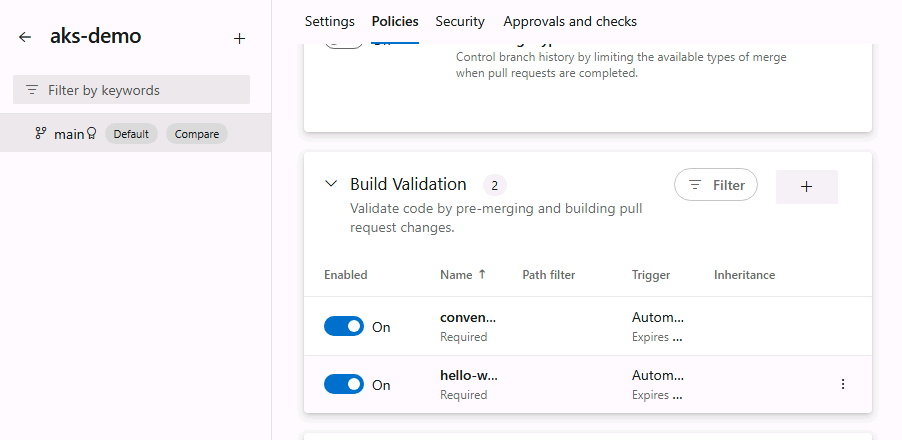 aks-demo
Filter by keywords
main Default Compare
Settings Policies Security Approvals and checks
Control branch history by limiting the available types of merge
when pull requests are completed.
Build Validation 2
Filter
Validate code by pre-merging and building pull
request changes.
Enabled Name ↑ Path filter Trigger Inheritance
On conven... Autom...
Required Expires ...
On hello-w... Autom...
Required Expires ...